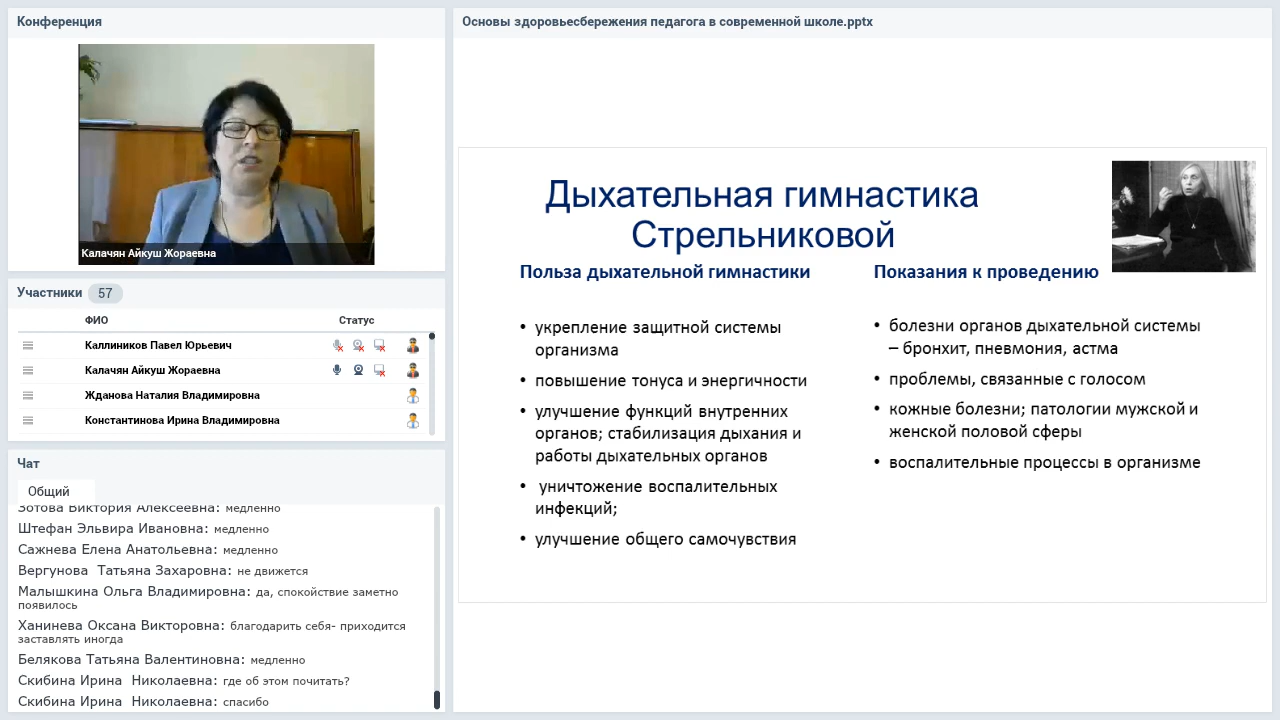 Конференция
Калачян Айкуш Жораевна
Участники 57
ФИО Статус
Каллиников Павел Юрьевич
Калачян Айкуш Жораевна
Жданова Наталия Владимировна
Константинова Ирина Владимировна
Чат
Общий
Зотова Виктория Алексеевна: медленно
Штефан Эльвира Ивановна: медленно
Сажнева Елена Анатольевна: медленно
Вергунова Татьяна Захаровна: не движется
Малышкина Ольга Владимировна: да, спокойствие заметно
появилось
Ханинева Оксана Викторовна: благодарить себя- приходится
заставлять иногда
Белякова Татьяна Валентиновна: медленно
Скибина Ирина Николаевна: где об этом почитать?
Скибина Ирина Николаевна: спасибо
Основы здоровьесбережения педагога в современной школе.pptx
Дыхательная гимнастика
Стрельниковой
Польза дыхательной гимнастики
• укрепление защитной системы
организма
• повышение тонуса и энергичности
• улучшение функций внутренних
органов; стабилизация дыхания и
работы дыхательных органов
• уничтожение воспалительных
инфекций;
• улучшение общего самочувствия
Показания к проведению
• болезни органов дыхательной системы
– бронхит, пневмония, астма
• проблемы, связанные с голосом
• кожные болезни; патологии мужской и
женской половой сферы
• воспалительные процессы в организме